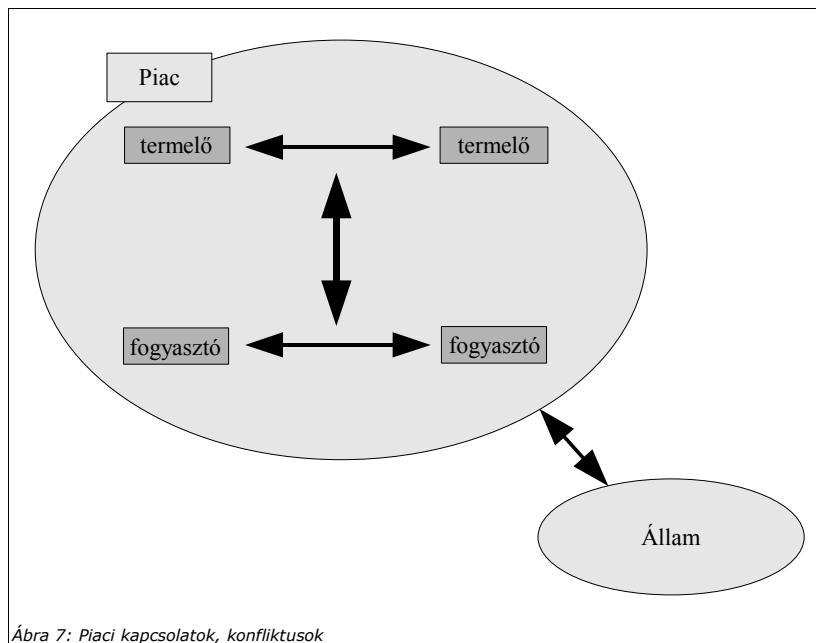 Piac
termelő termelő
fogyasztó fogyasztó
Állam
Ábra 7: Piaci kapcsolatok, konfliktusok